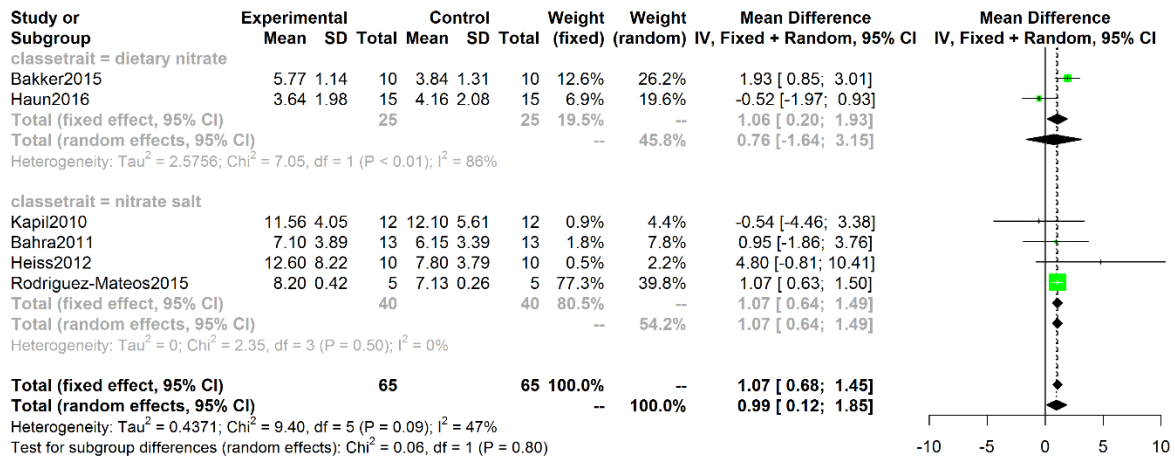 Study or Experimental Control Weight Weight Mean Difference Mean Difference
Subgroup Mean SD Total Mean SD Total (fixed) (random) IV, Fixed + Random, 95% CI IV, Fixed + Random, 95% CI
classetrait = dietary nitrate
Bakker2015 5.77 1.14 10 3.84 1.31 10 12.6% 26.2% 1.93 [ 0.85; 3.01]
Haun2016 3.64 1.98 15 4.16 2.08 15 6.9% 19.6% -0.52 [-1.97; 0.93]
Total (fixed effect, 95% CI) 25 25 19.5% -- 1.06 [ 0.20; 1.93]
Total (random effects, 95% CI) -- 45.8% 0.76 [ -1.64; 3.15]
Heterogeneity: Tau² = 2.5756; Chi² = 7.05, df = 1 (P < 0.01); I² = 86%
classetrait = nitrate salt
Kapil2010 11.56 4.05 12 12.10 5.61 12 0.9% 4.4% -0.54 [-4.46; 3.38]
Bahra2011 7.10 3.89 13 6.15 3.39 13 1.8% 7.8% 0.95 [-1.86; 3.76]
Heiss2012 12.60 8.22 10 7.80 3.79 10 0.5% 2.2% 4.80 [-0.81; 10.41]
Rodriguez-Mateos2015 8.20 0.42 5 7.13 0.26 5 77.3% 39.8% 1.07 [ 0.63; 1.50]
Total (fixed effect, 95% CI) 40 40 80.5% -- 1.07 [ 0.64; 1.49]
Total (random effects, 95% CI) -- 54.2% 1.07 [ 0.64; 1.49]
Heterogeneity: Tau² = 0; Chi² = 2.35, df = 3 (P = 0.50); I² = 0%
Total (fixed effect, 95% CI) 65 65 100.0% -- 1.07 [ 0.68; 1.45]
Total (random effects, 95% CI) -- 100.0% 0.99 [ 0.12; 1.85]
Heterogeneity: Tau² = 0.4371; Chi² = 9.40, df = 5 (P = 0.09); I² = 47%
Test for subgroup differences (random effects): Chi² = 0.06, df = 1 (P = 0.80)
-10 -5 0 5 10